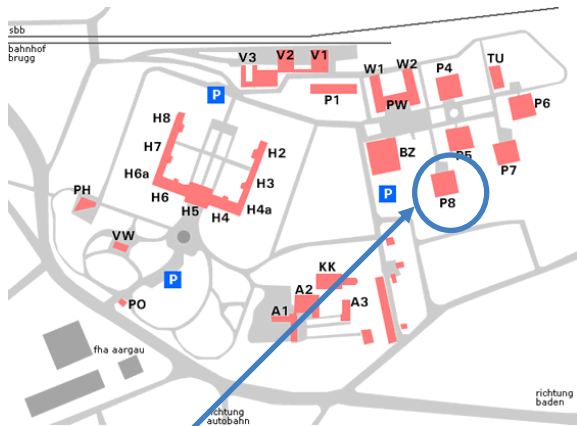 sbb
bahnhof
brugg
V3
V2
V1
W1
W2
P4
TU
P
P1
PW
P6
H8
H7
H2
BZ
P5
P7
H6a
H3
PH
H6
H5
H4
H4a
P
P8
VW
P
KK
A2
A1
A3
PO
fha aargau
richtung
baden
richtung
autobahn